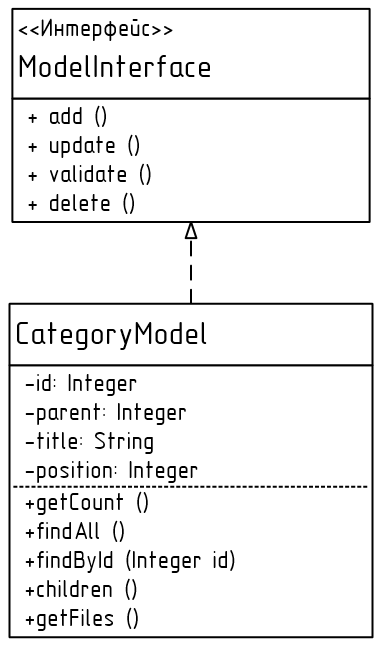 <<Интерфейс>>
ModelInterface
+ add ()
+ update ()
+ validate ()
+ delete ()
CategoryModel
-id: Integer
-parent: Integer
-title: String
-position: Integer
+getCount ()
+findAll ()
+findById (Integer id)
+children ()
+getFiles ()